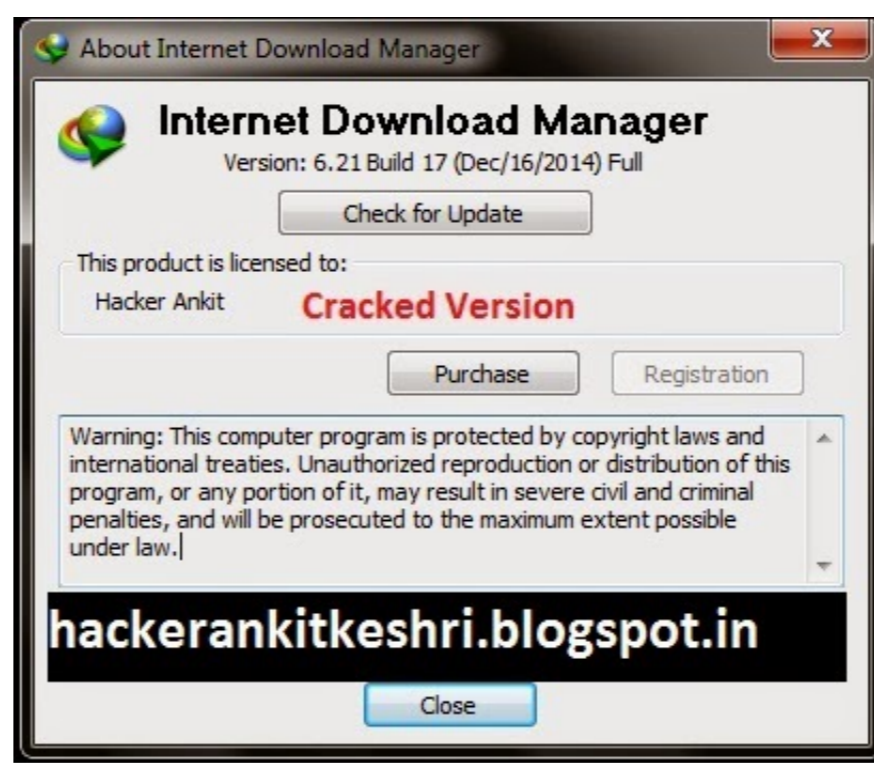 About Internet Download Manager
Internet Download Manager
Version: 6.21 Build 17 (Dec/16/2014) Full
Check for Update
This product is licensed to:
Hacker Ankit Cracked Version
Purchase Registration
Warning: This computer program is protected by copyright laws and
international treaties. Unauthorized reproduction or distribution of this
program, or any portion of it, may result in severe civil and criminal
penalties, and will be prosecuted to the maximum extent possible
under law.
hackerankitkeshri.blogspot.in
Close